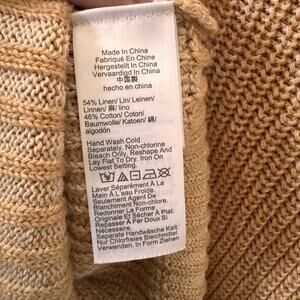 Made In China
Fabriqué En Chine
Hergestellt In China
Vervaardigd In China
中国製
54% Linen/ Lin/ Leinen/
Linnen/ 麻/ lino
46% Cotton/ Coton/
Baumwolle/ Katoen/ 綿/
algodón
Hand Wash Cold
Separately. Non-chlorine
Bleach Only, Reshape And
Lay Flat To Dry. Iron On
Lowest Setting.
Laver Séparément À La
Main À L'eau Froide.
Seulement Agent De
Blanchiment Non-Chlore.
Redonner La Forme
Originale Et Sécher À Plat.
Repasser À Fer Doux Si
Nécessaire.
Separate Handwäsche Kalt.
Nur Chlorfreies Bleichmittel
Verwenden. In Form Ziehen